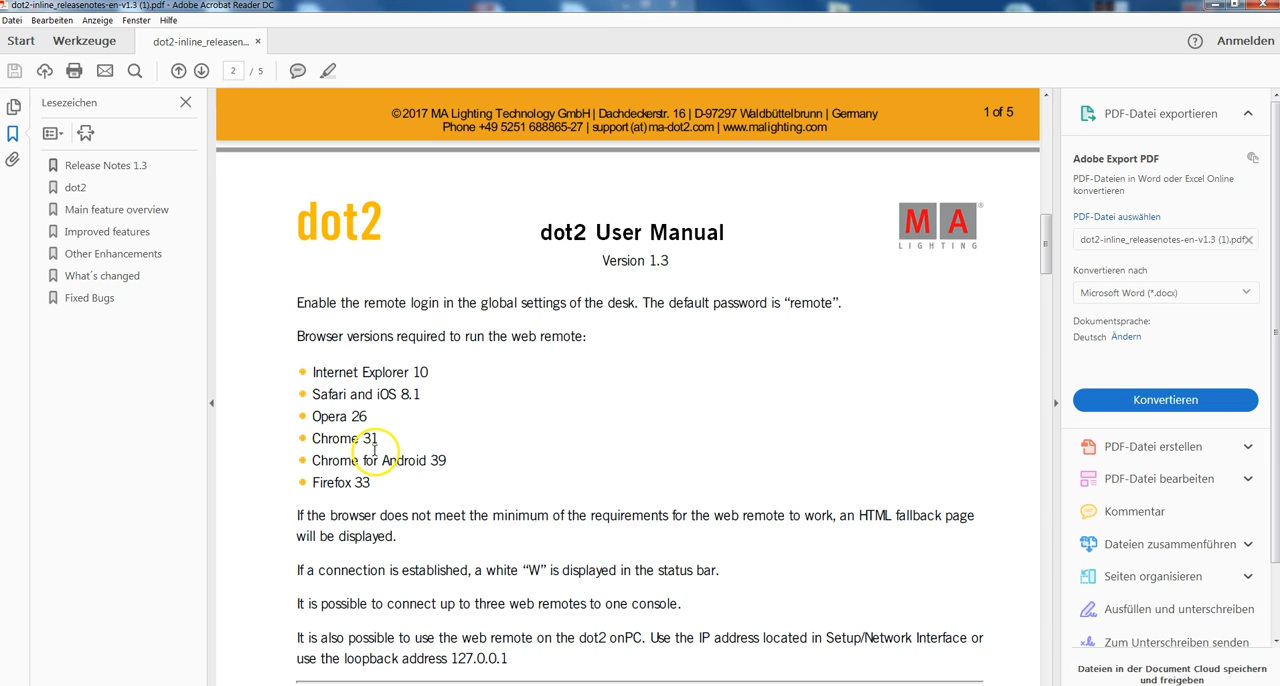 dot2-inline_releasenotes-en-v1.3 (1).pdf - Adobe Acrobat Reader DC
Datei Bearbeiten Anzeige Fenster Hilfe
Start Werkzeuge dot2-inline_releasen... × Anmelden
2 / 5
Lesezeichen
Release Notes 1.3
dot2
Main feature overview
Improved features
Other Enhancements
What´s changed
Fixed Bugs
©2017 MA Lighting Technology GmbH | Dachdeckerstr. 16 | D-97297 Waldbüttelbrunn | Germany
Phone +49 5251 688865-27 | support(at)ma-dot2.com | www.malighting.com
1 of 5
dot2
dot2 User Manual
Version 1.3
MA
LIGHTING
®
Enable the remote login in the global settings of the desk. The default password is “remote”.
Browser versions required to run the web remote:
Internet Explorer 10
Safari and iOS 8.1
Opera 26
Chrome 31
Chrome for Android 39
Firefox 33
If the browser does not meet the minimum of the requirements for the web remote to work, an HTML fallback page
will be displayed.
If a connection is established, a white “W” is displayed in the status bar.
It is possible to connect up to three web remotes to one console.
It is also possible to use the web remote on the dot2 onPC. Use the IP address located in Setup/Network Interface or
use the loopback address 127.0.0.1
PDF-Datei exportieren
Adobe Export PDF
PDF-Dateien in Word oder Excel Online
konvertieren
PDF-Datei auswählen
dot2-inline_releasenotes-en-v1.3 (1).pdf
Konvertieren nach
Microsoft Word (*.docx)
Dokumentsprache:
Deutsch Ändern
Konvertieren
PDF-Datei erstellen
PDF-Datei bearbeiten
Kommentar
Dateien zusammenführen
Seiten organisieren
Ausfüllen und unterschreiben
Zum Unterschreiben senden
Dateien in der Document Cloud speichern
und freigeben